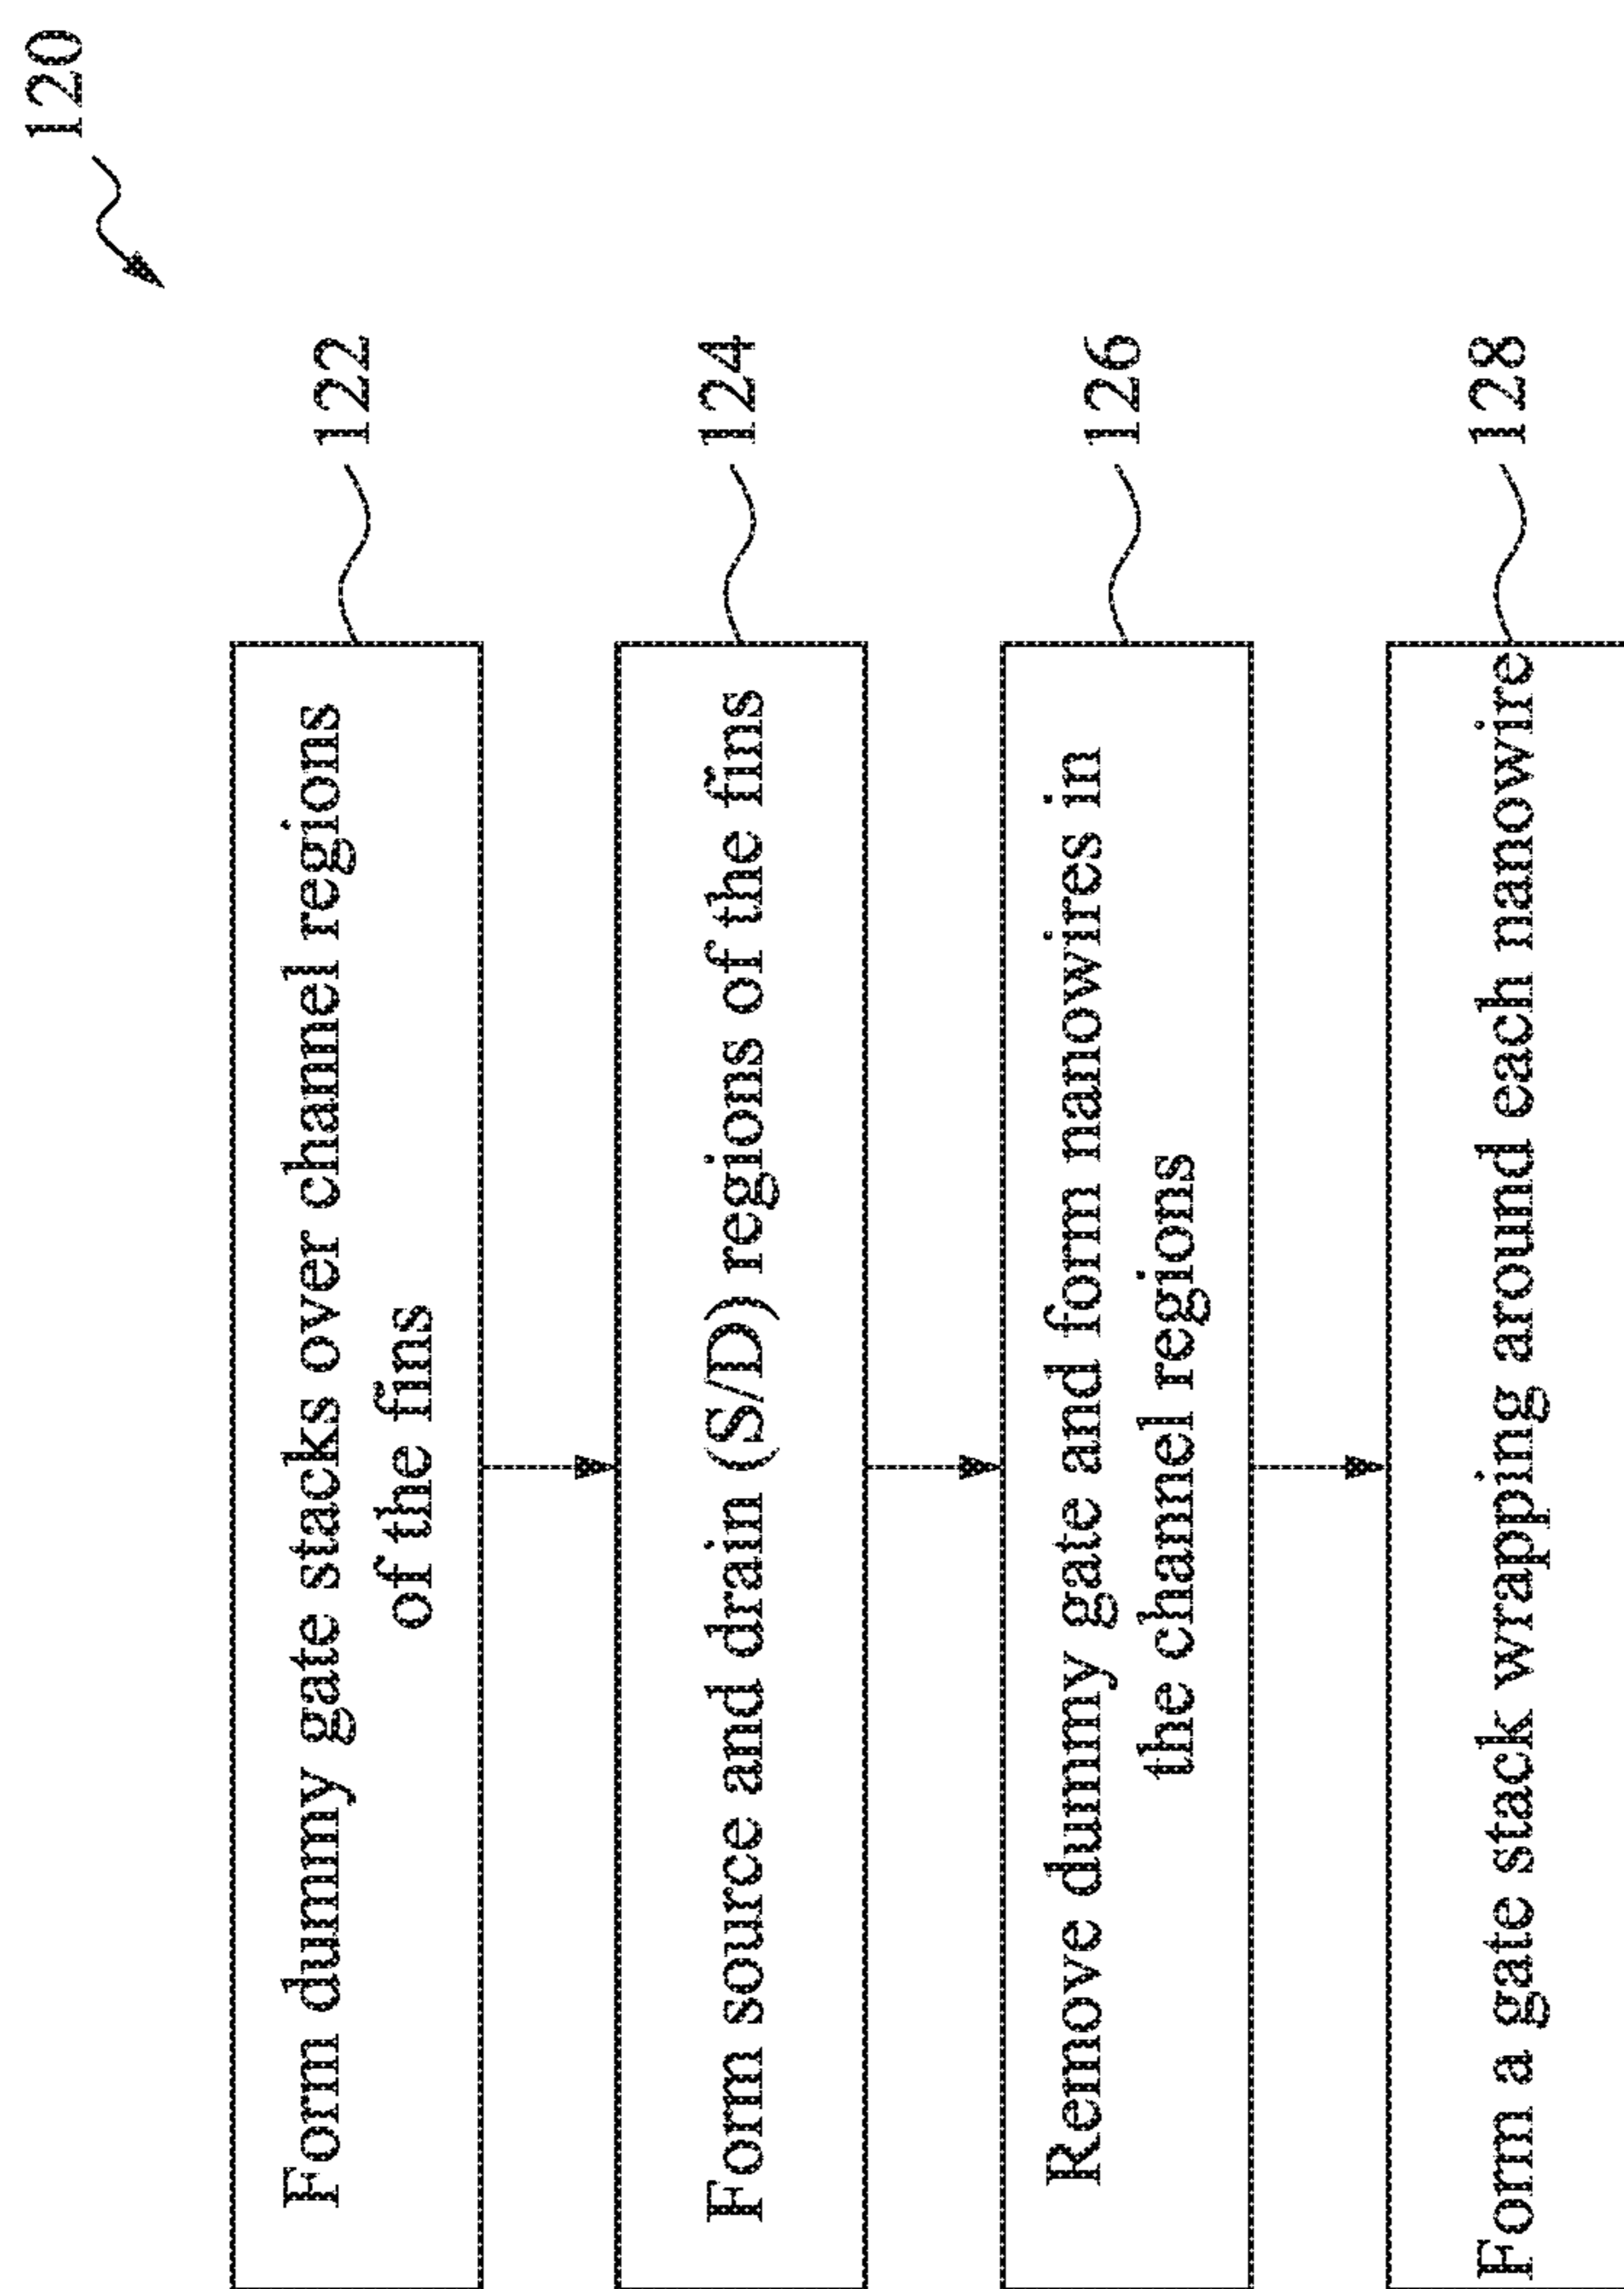 120
Form dummy gate stacks over channel regions
of the fins
122
Form source and drain (S/D) regions of the fins
124
Remove dummy gate and form nanowires in
the channel regions
126
Form a gate stack wrapping around each nanowire
128